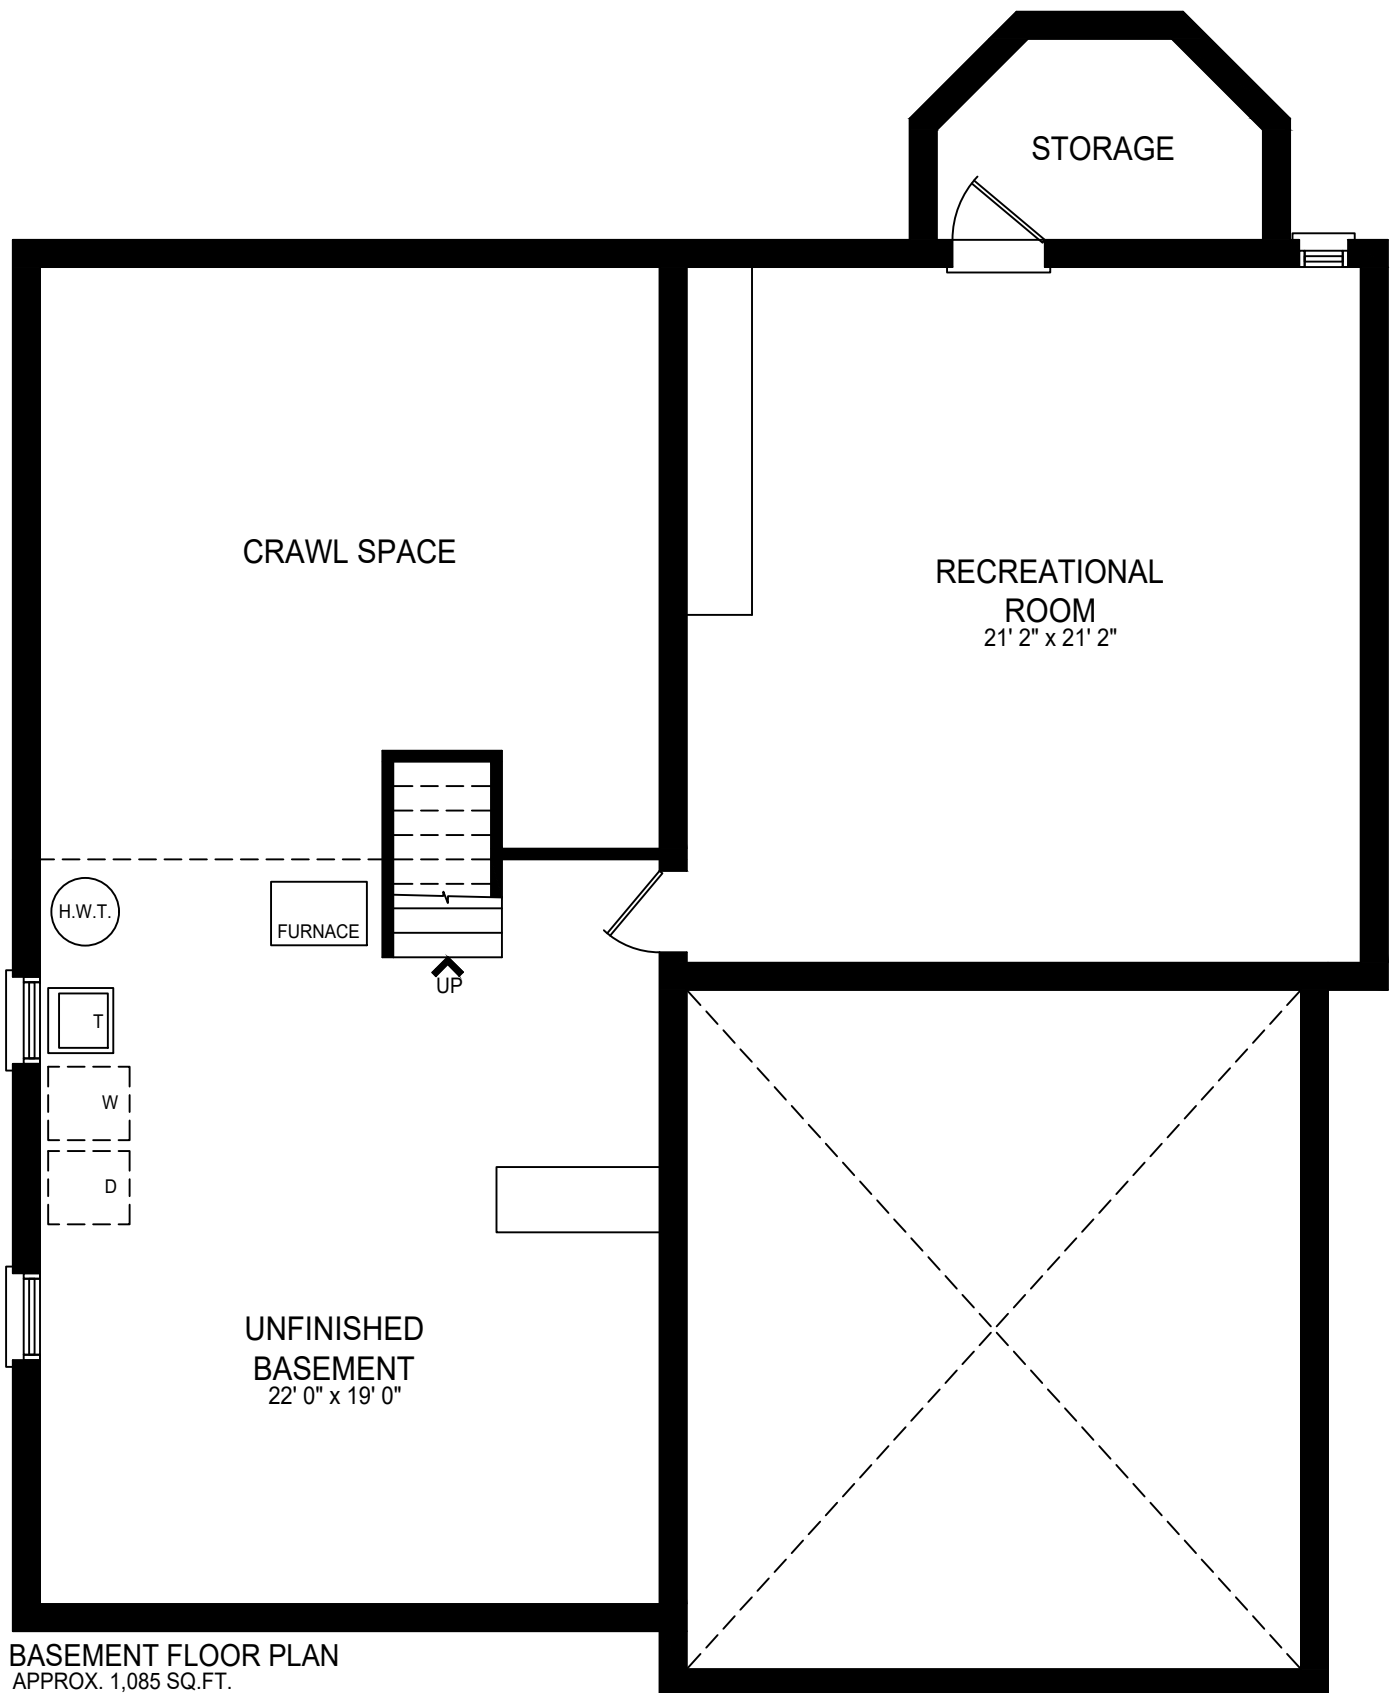 STORAGE
CRAWL SPACE
RECREATIONAL
ROOM
21' 2" x 21' 2"
H.W.T.
FURNACE
UP
T
W
D
UNFINISHED
BASEMENT
22' 0" x 19' 0"
BASEMENT FLOOR PLAN
APPROX. 1,085 SQ.FT.